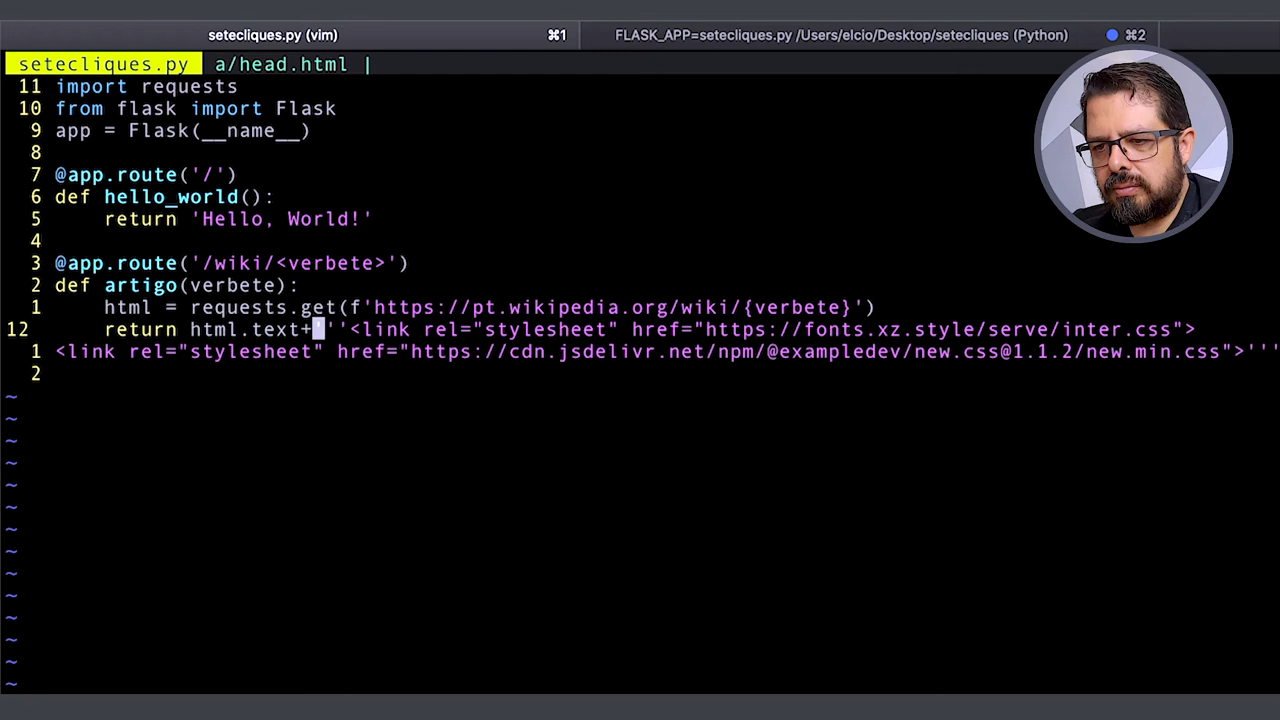 setecliques.py (vim) ⌘1 FLASK_APP=setecliques.py /Users/elcio/Desktop/setecliques (Python) ⌘2
setecliques.py a/head.html |
11 import requests
10 from flask import Flask
9 app = Flask(__name__)
8
7 @app.route('/')
6 def hello_world():
5     return 'Hello, World!'
4
3 @app.route('/wiki/<verbete>')
2 def artigo(verbete):
1     html = requests.get(f'https://pt.wikipedia.org/wiki/{verbete}')
12     return html.text+'''<link rel="stylesheet" href="https://fonts.xz.style/serve/inter.css">
1 <link rel="stylesheet" href="https://cdn.jsdelivr.net/npm/@exampledev/new.css@1.1.2/new.min.css">'''
2
~
~
~
~
~
~
~
~
~
~
~
~
~
~